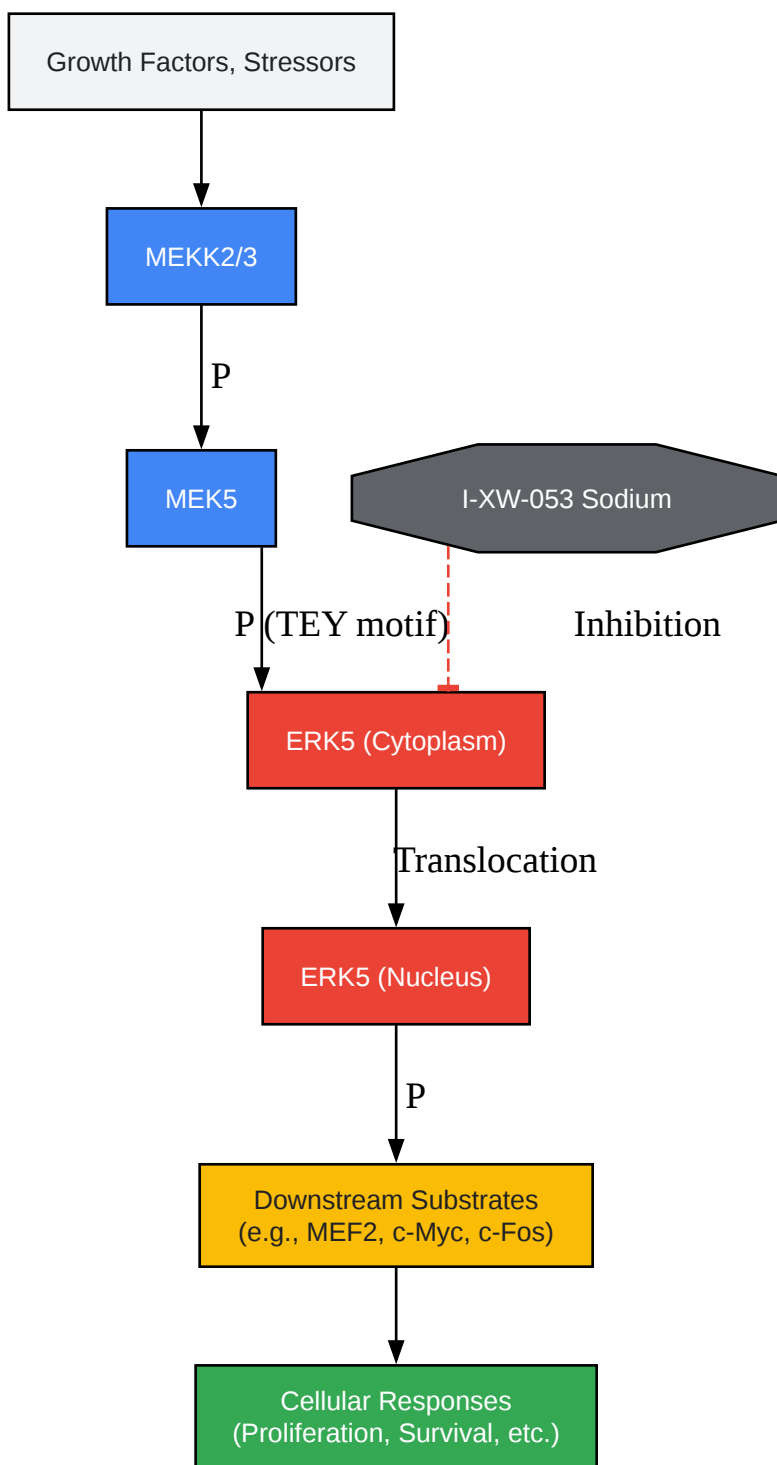 Growth Factors, Stressors
MEKK2/3
P
MEK5
I-XW-053 Sodium
P (TEY motif)
Inhibition
ERK5 (Cytoplasm)
Translocation
ERK5 (Nucleus)
P
Downstream Substrates
(e.g., MEF2, c-Myc, c-Fos)
Cellular Responses
(Proliferation, Survival, etc.)